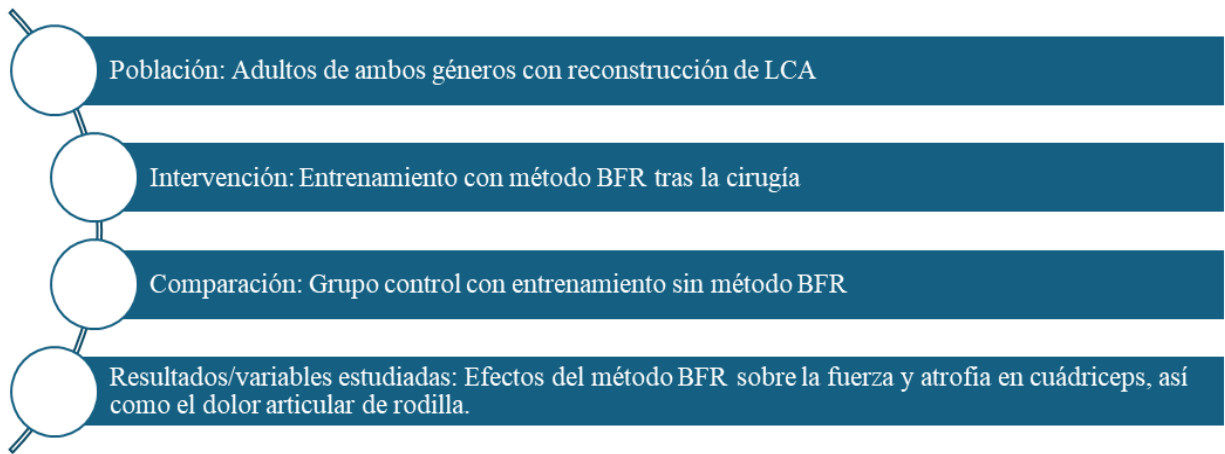 Población: Adultos de ambos géneros con reconstrucción de LCA
Intervención: Entrenamiento con método BFR tras la cirugía
Comparación: Grupo control con entrenamiento sin método BFR
Resultados/variables estudiadas: Efectos del método BFR sobre la fuerza y atrofia en cuádriceps, así
como el dolor articular de rodilla.